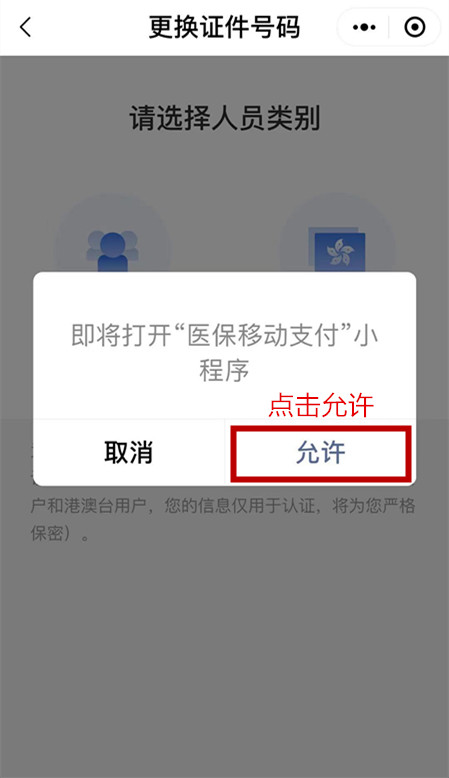 更换证件号码
请选择人员类别
即将打开“医保移动支付”小
程序
点击允许
取消
允许
户和港澳台用户，您的信息仅用于认证，将为您严格
保密）。